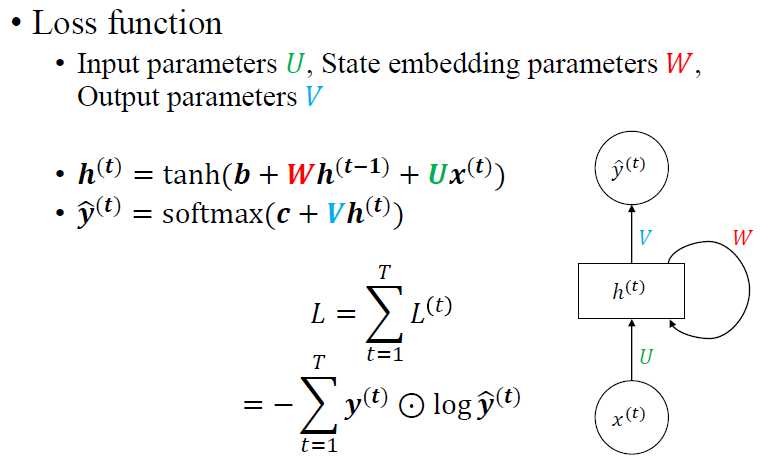 • Loss function
• Input parameters U, State embedding parameters W,
Output parameters V
• h^(t) = tanh(b + Wh^(t−1) + Ux^(t))
• ŷ^(t) = softmax(c + Vh^(t))
L = ∑_{t=1}^{T} L^(t)
= − ∑_{t=1}^{T} y^(t) ⊙ log ŷ^(t)
ŷ^(t)
V
W
h^(t)
U
x^(t)